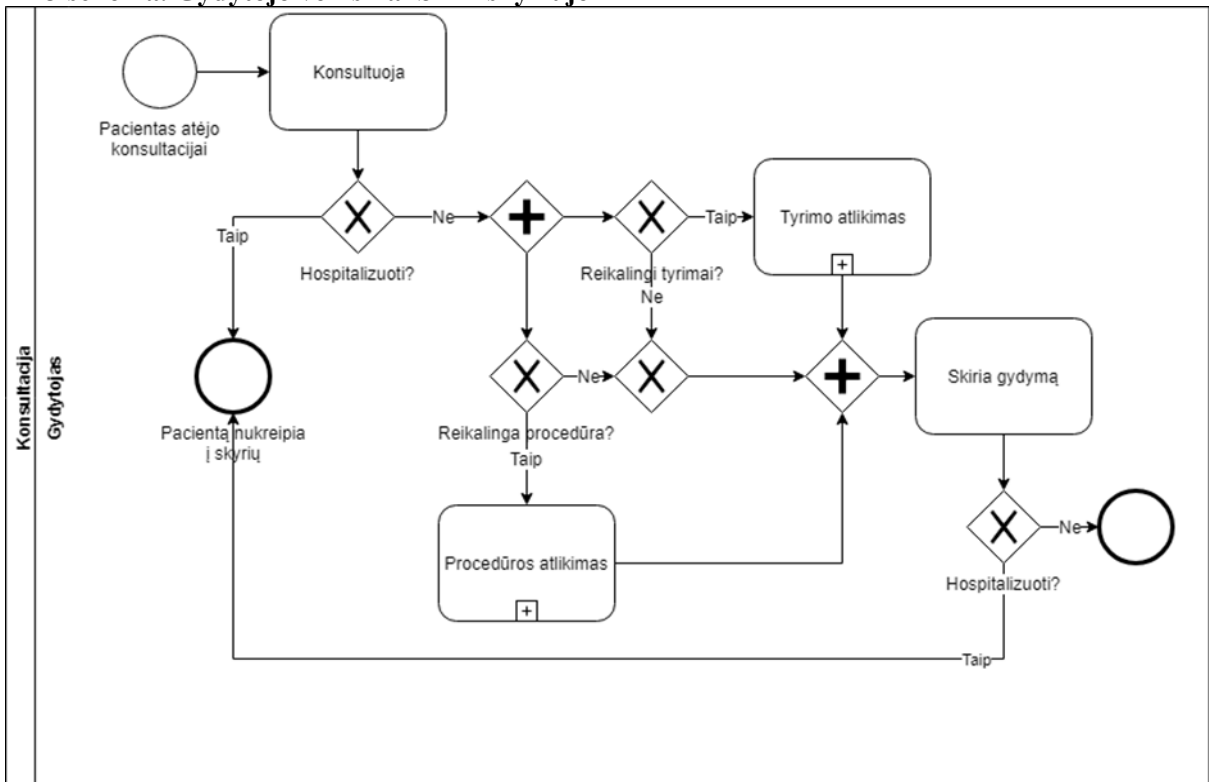 Konsultacija
Gydytojas
Pacientas atėjo
konsultacijai
Konsultuoja
Hospitalizuoti?
Taip
Ne
Reikalingi tyrimai?
Taip
Ne
Tyrimo atlikimas
Pacientą nukreipia
į skyrių
Reikalinga procedūra?
Ne
Taip
Procedūros atlikimas
Skiria gydymą
Hospitalizuoti?
Ne
Taip